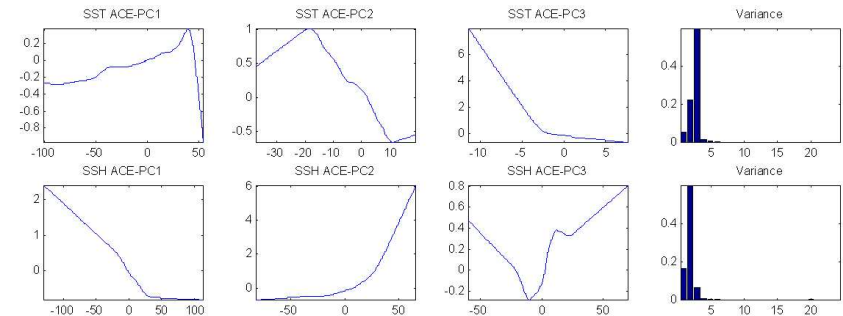 SST ACE-PC1 SST ACE-PC2 SST ACE-PC3 Variance
0.2 0 -0.2 -0.4 -0.6 -0.8
-100 -50 0 50
1 0.5 0 -0.5
-30 -20 -10 0 10
8 6 4 2 0
-10 -5 0 5
0.4 0.2 0
5 10 15 20
SSH ACE-PC1 SSH ACE-PC2 SSH ACE-PC3 Variance
2 1 0
-100 -50 0 50 100
6 4 2 0
-50 0 50
0.8 0.6 0.4 0.2 0 -0.2
-50 0 50
0.4 0.2 0
5 10 15 20